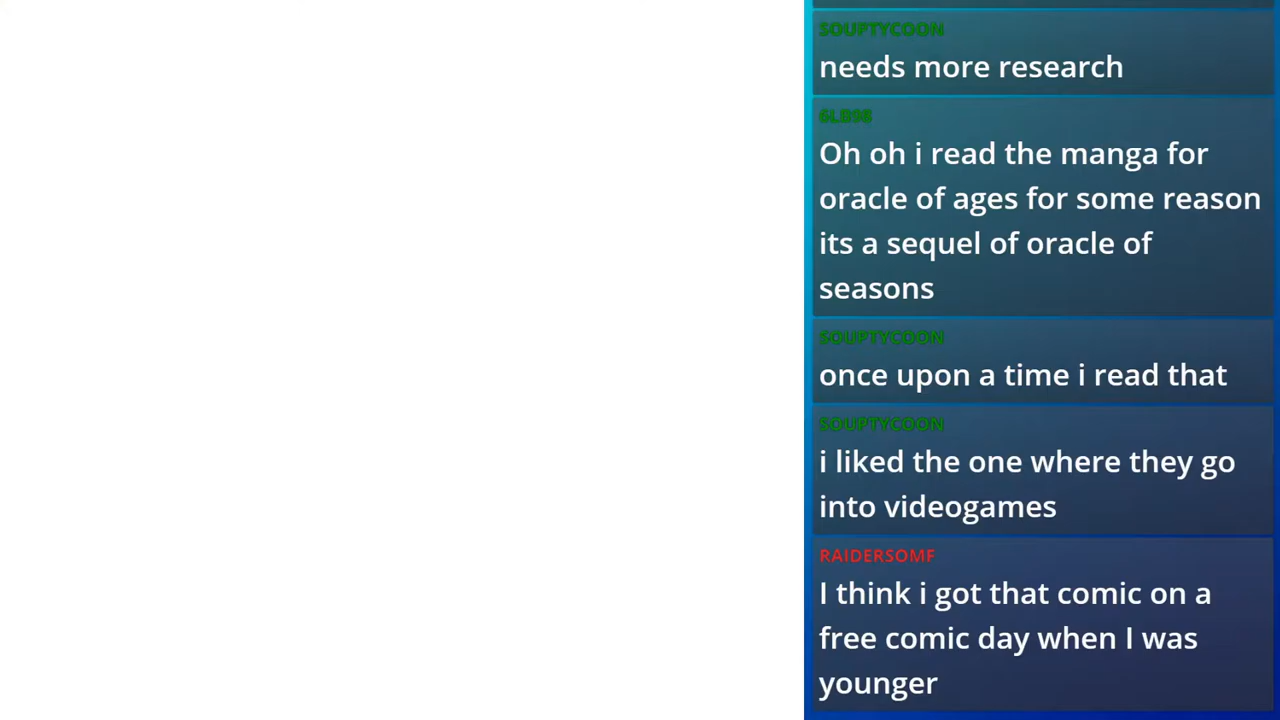 SOUPTYCOON
needs more research
6LB9B
Oh oh i read the manga for
oracle of ages for some reason
its a sequel of oracle of
seasons
SOUPTYCOON
once upon a time i read that
SOUPTYCOON
i liked the one where they go
into videogames
RAIDERSOMF
I think i got that comic on a
free comic day when I was
younger